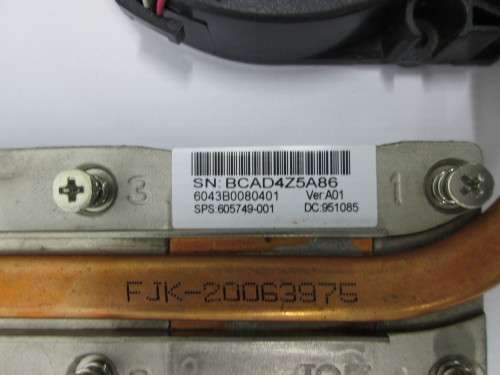 SN: BCAD4Z5A86
6043B0080401 Ver:A01
SPS:605749-001 DC:951085
3
1
FJK-20063975